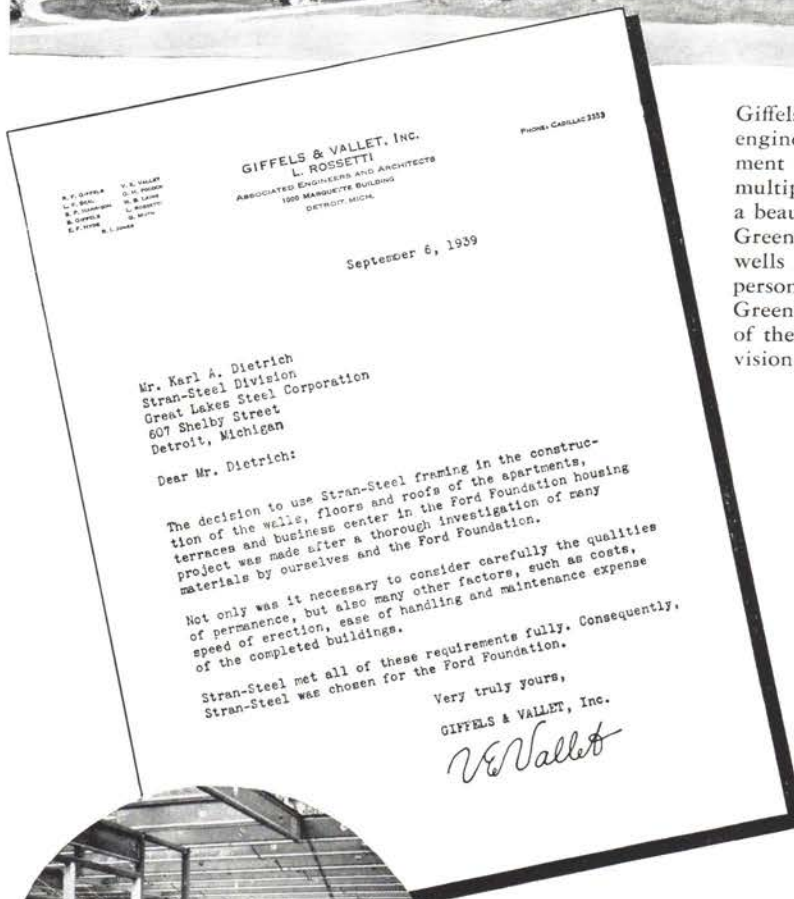 GIFFELS & VALLET, INC.
L. ROSSETTI
ASSOCIATED ENGINEERS AND ARCHITECTS
1000 MARQUETTE BUILDING
DETROIT, MICH.
PHONE: CADILLAC 3353
R. F. GIFFELS
V. E. VALLET
B. GIFFELS
L. ROSSETTI
E. F. HYDE
R. I. JONES
September 6, 1939
Mr. Karl A. Dietrich
Stran-Steel Division
Great Lakes Steel Corporation
607 Shelby Street
Detroit, Michigan
Dear Mr. Dietrich:
The decision to use Stran-Steel framing in the construc-
tion of the walls, floors and roofs of the apartments,
terraces and business center in the Ford Foundation housing
project was made after a thorough investigation of many
materials by ourselves and the Ford Foundation.
Not only was it necessary to consider carefully the qualities
of permanence, but also many other factors, such as costs,
speed of erection, ease of handling and maintenance expense
of the completed buildings.
Stran-Steel met all of these requirements fully. Consequently,
Stran-Steel was chosen for the Ford Foundation.
Very truly yours,
GIFFELS & VALLET, Inc.
V E Vallet
Giffels
engine
ment
multip
a beau
Green
wells
person
Green
of the
vision